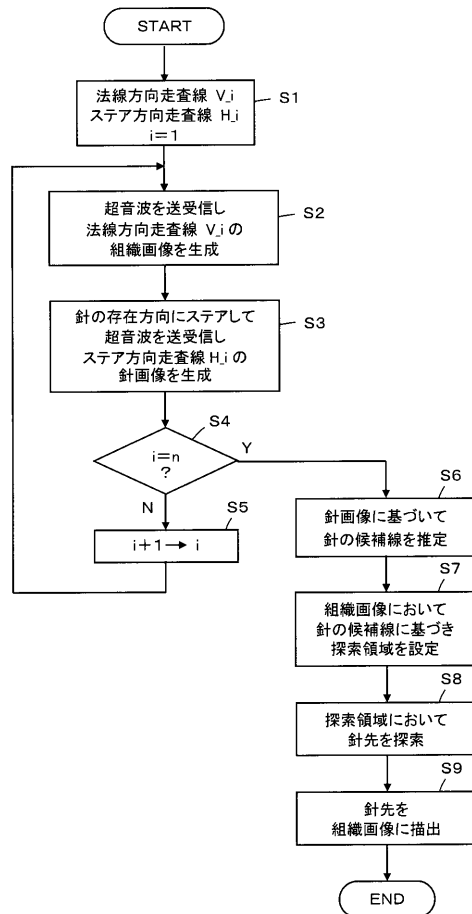 START
S1
法線方向走査線 V_i
ステア方向走査線 H_i
i=1
S2
超音波を送受信し
法線方向走査線 V_i の
組織画像を生成
S3
針の存在方向にステアして
超音波を送受信し
ステア方向走査線 H_i の
針画像を生成
S4
i=n
?
Y
N
S5
i+1→i
S6
針画像に基づいて
針の候補線を推定
S7
組織画像において
針の候補線に基づき
探索領域を設定
S8
探索領域において
針先を探索
S9
針先を
組織画像に描出
END